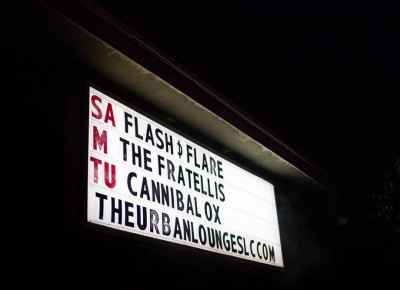 SA FLASH & FLARE
M THE FRATELLIS
TU CANNIBAL OX
THEURBANLOUNGESLC.COM